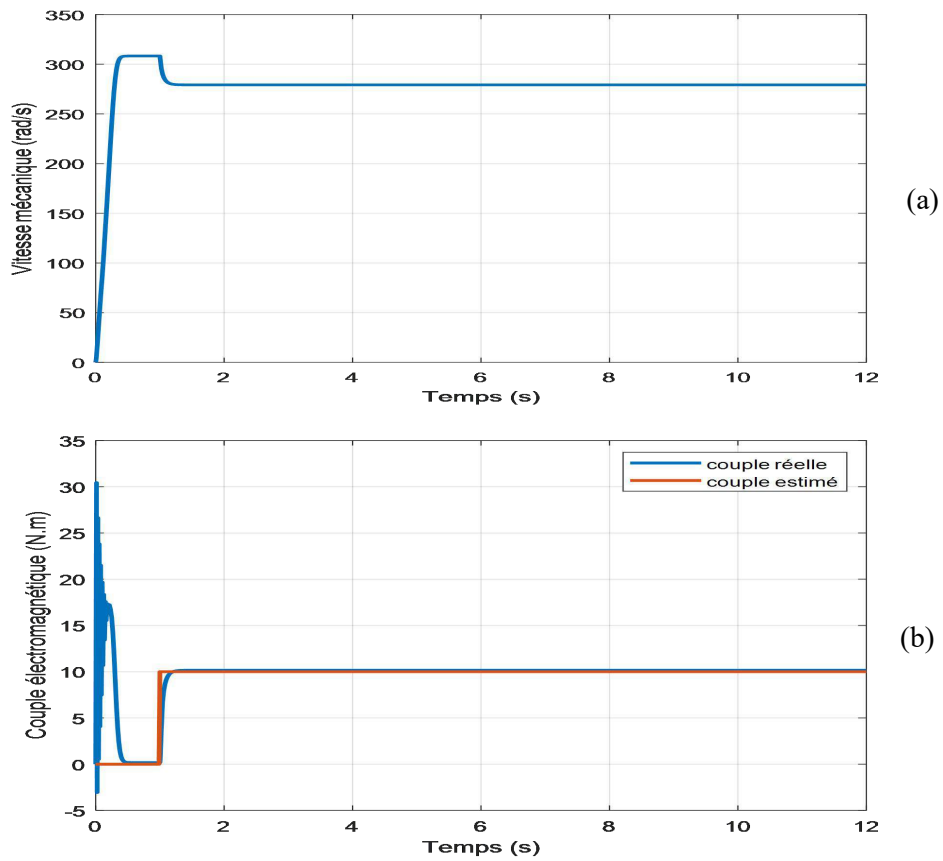 350
300
250
200
150
100
50
0
Vitesse mécanique (rad/s)
0 2 4 6 8 10 12
Temps (s)
(a)
35
30
25
20
15
10
5
0
-5
Couple électromagnétique (N.m)
couple réelle
couple estimé
0 2 4 6 8 10 12
Temps (s)
(b)